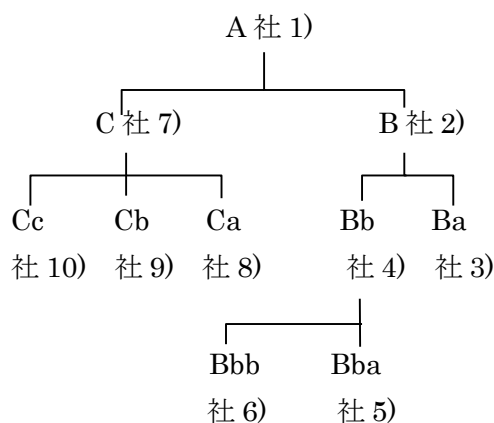 A 社 1)
C 社 7)
B 社 2)
Cc
社 10)
Cb
社 9)
Ca
社 8)
Bb
社 4)
Ba
社 3)
Bbb
社 6)
Bba
社 5)